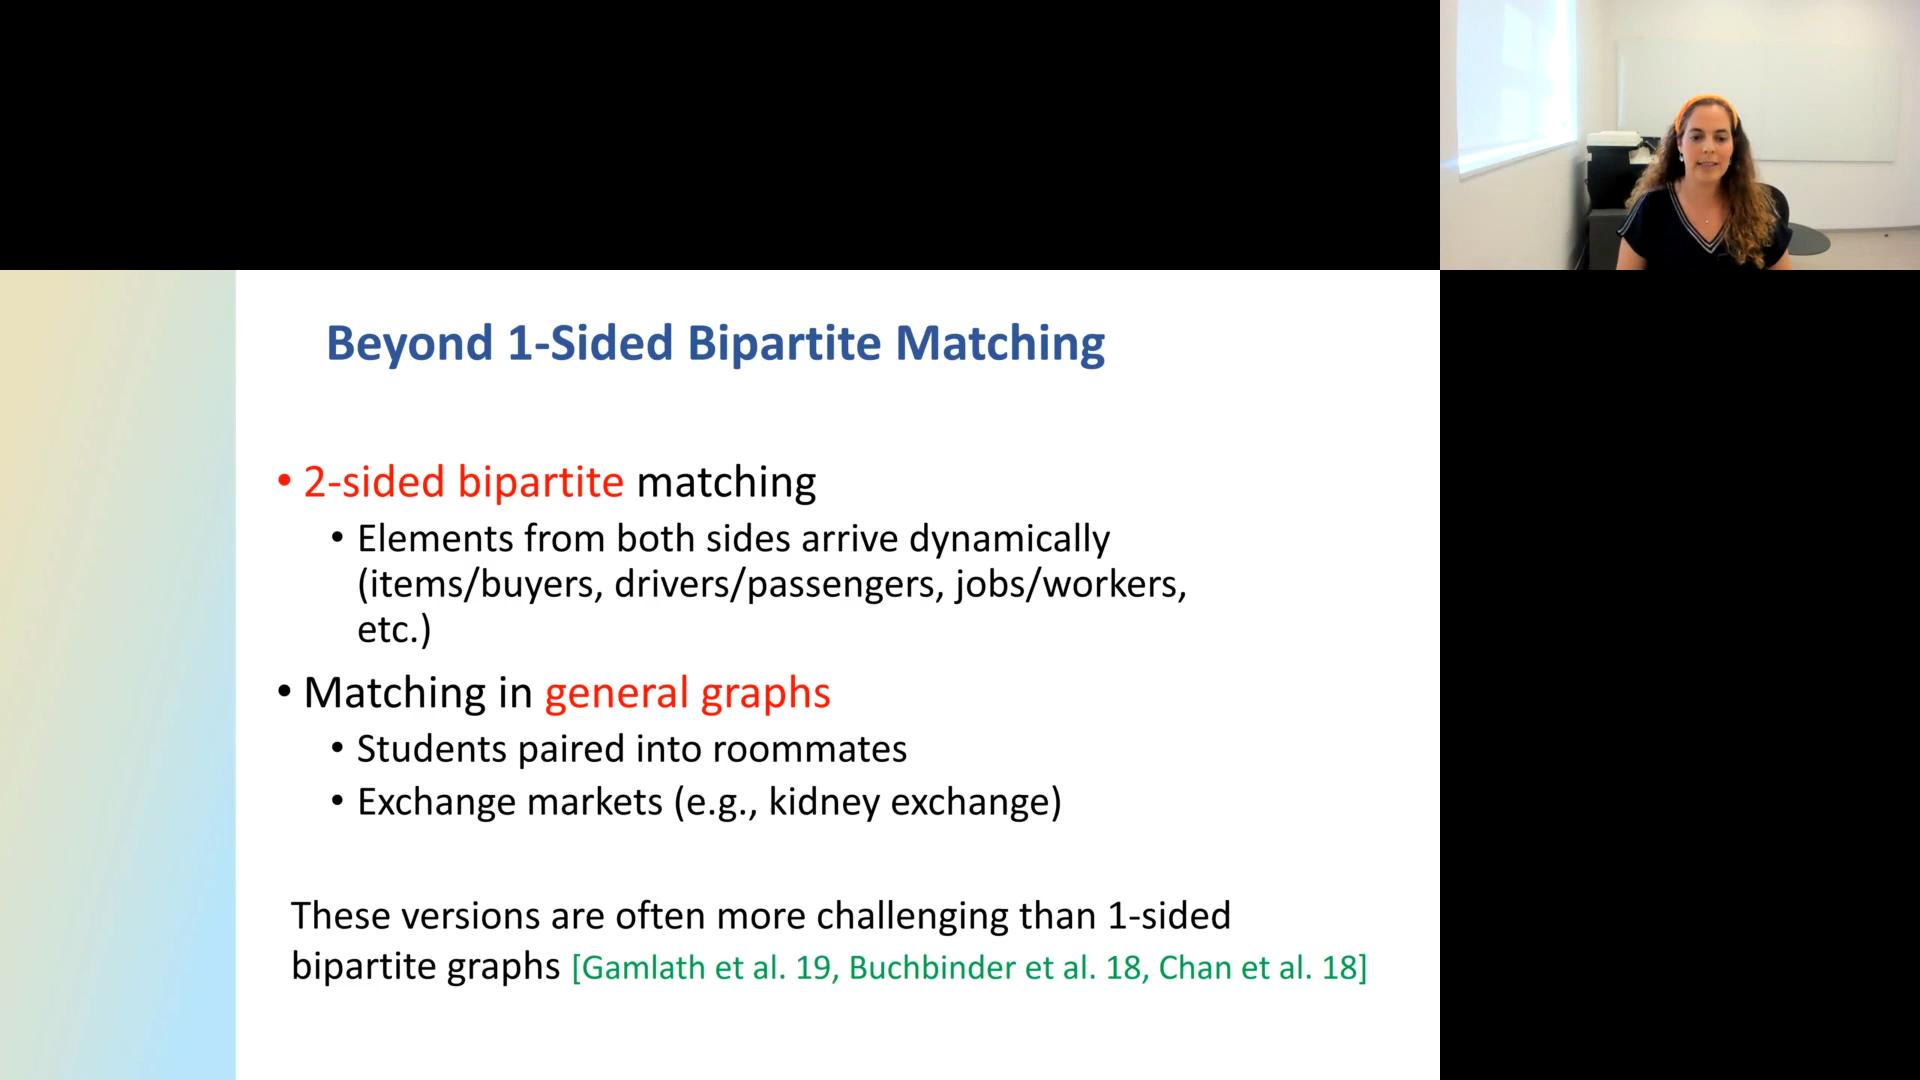 Beyond 1-Sided Bipartite Matching
• 2-sided bipartite matching
• Elements from both sides arrive dynamically
(items/buyers, drivers/passengers, jobs/workers,
etc.)
• Matching in general graphs
• Students paired into roommates
• Exchange markets (e.g., kidney exchange)
These versions are often more challenging than 1-sided
bipartite graphs [Gamlath et al. 19, Buchbinder et al. 18, Chan et al. 18]